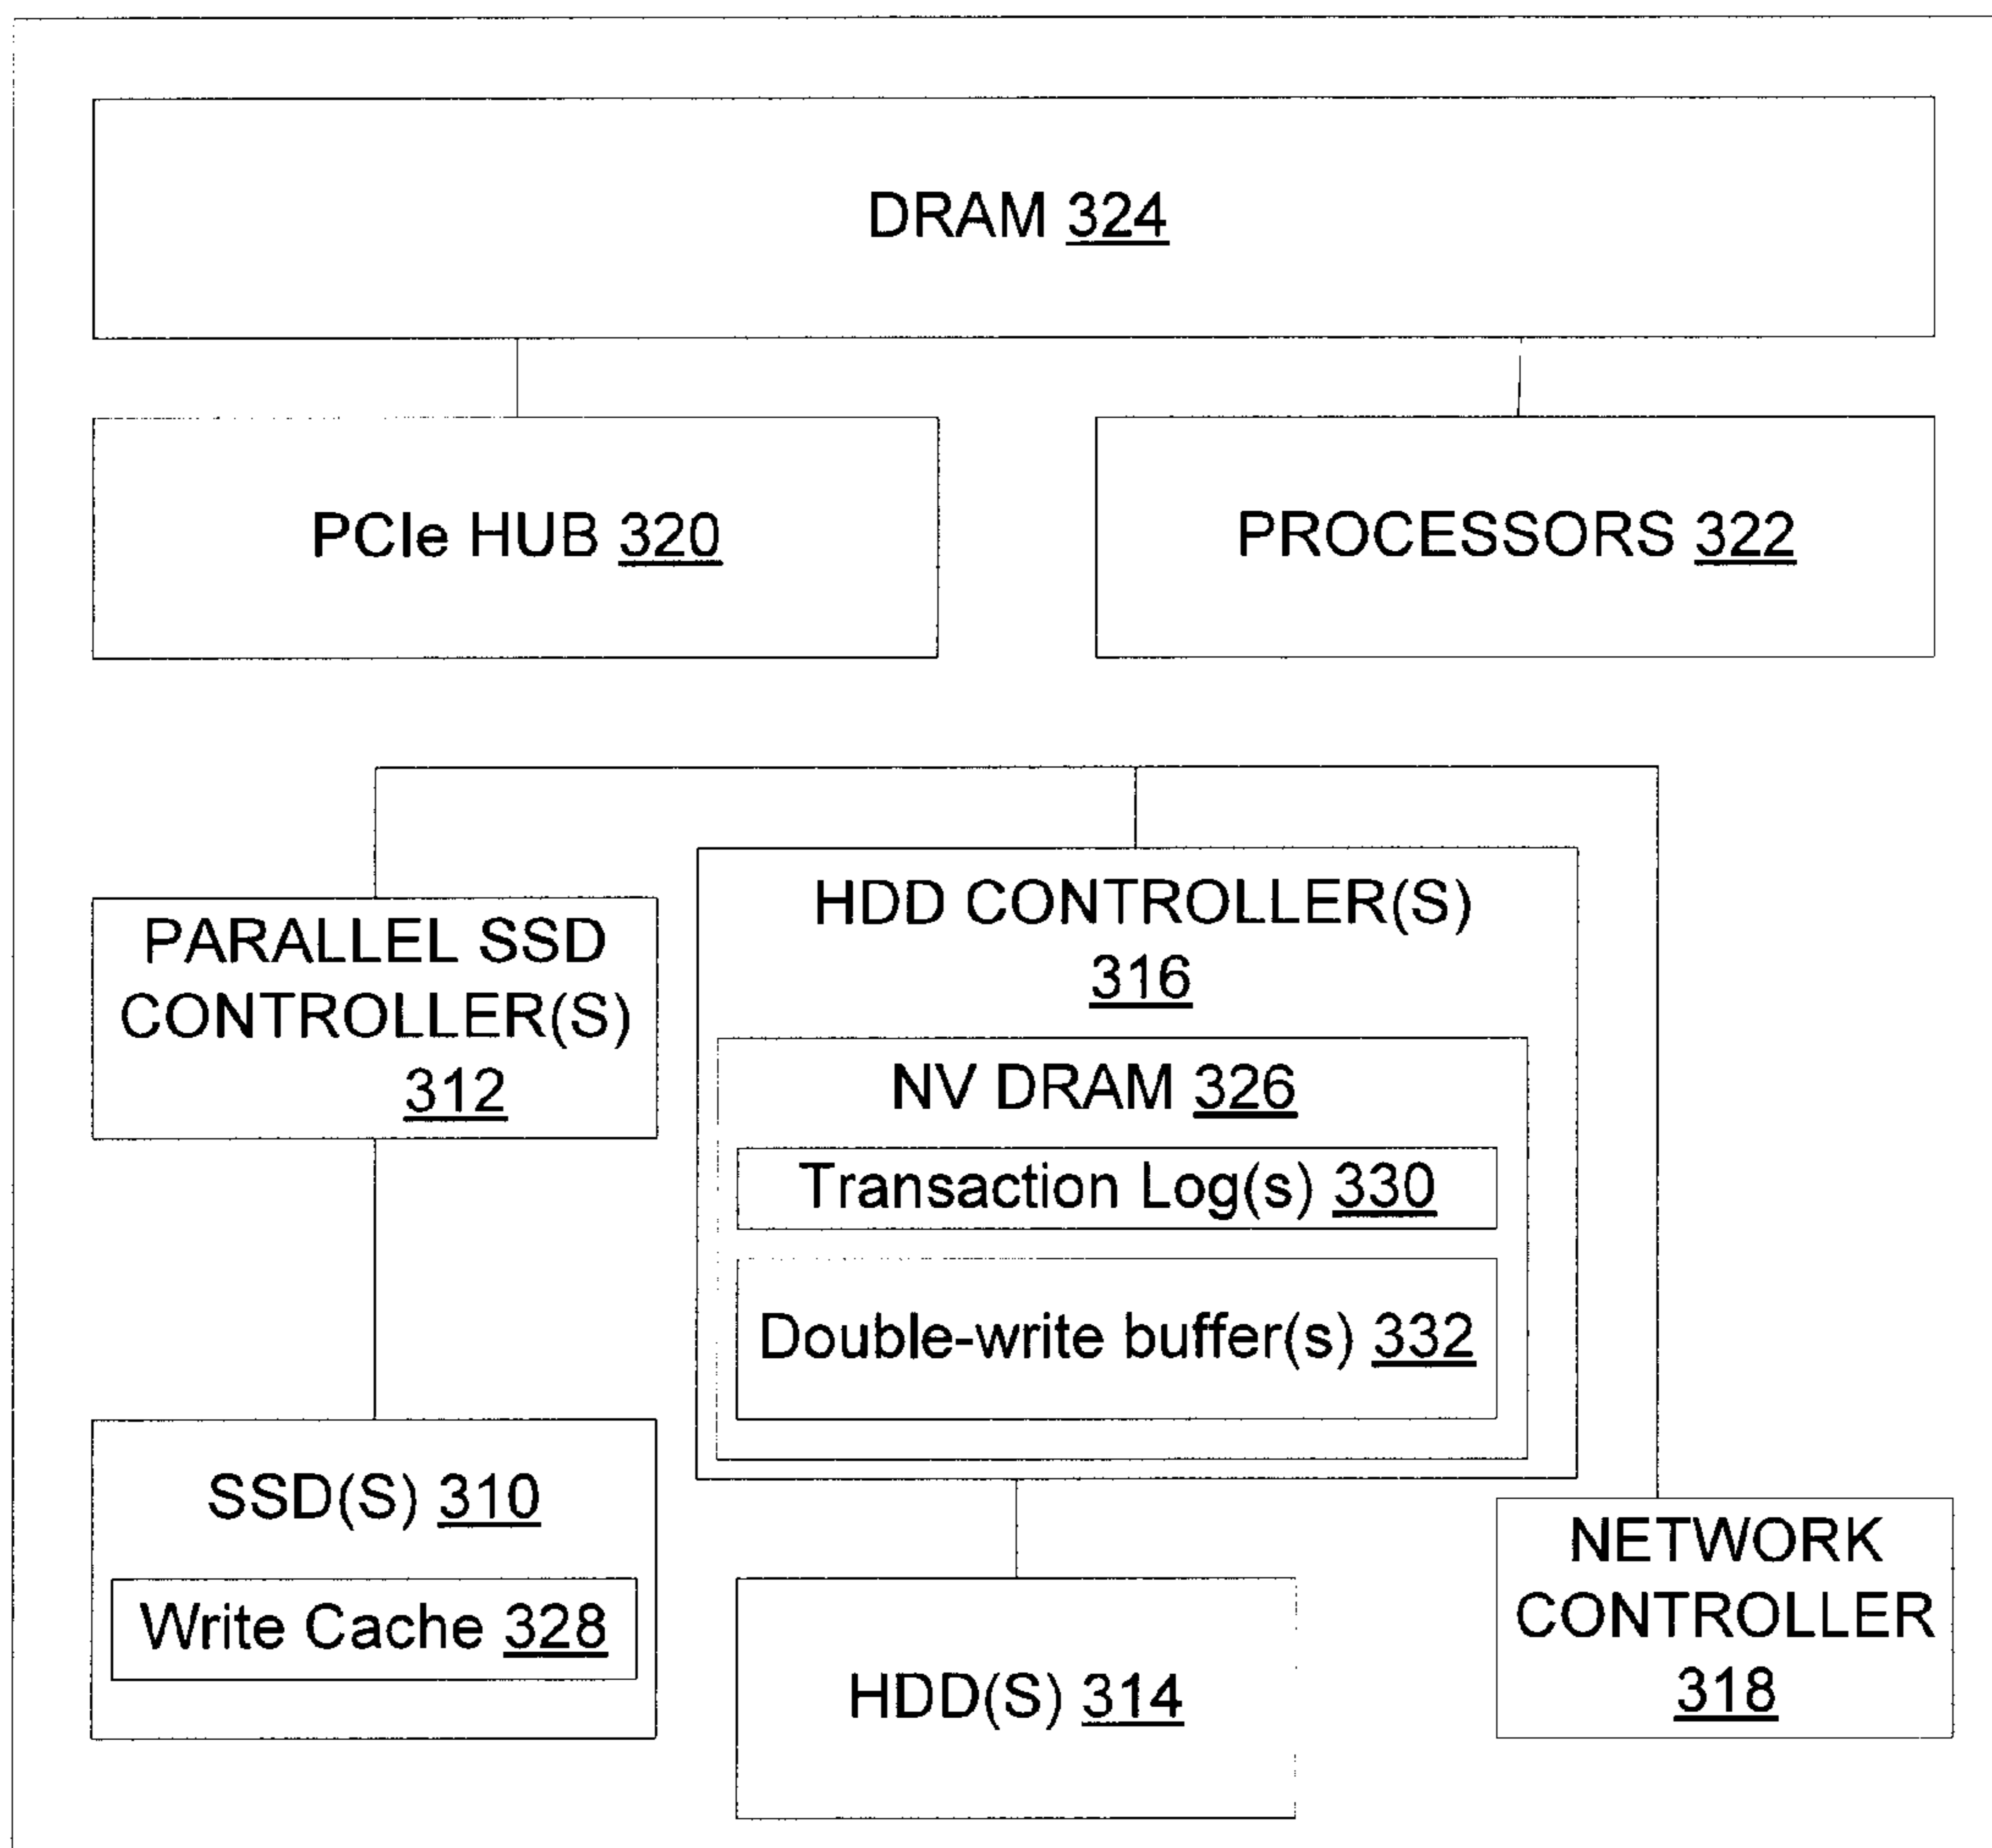 DRAM 324
PCIe HUB 320
PROCESSORS 322
PARALLEL SSD
CONTROLLER(S)
312
HDD CONTROLLER(S)
316
NV DRAM 326
Transaction Log(s) 330
Double-write buffer(s) 332
SSD(S) 310
Write Cache 328
HDD(S) 314
NETWORK
CONTROLLER
318